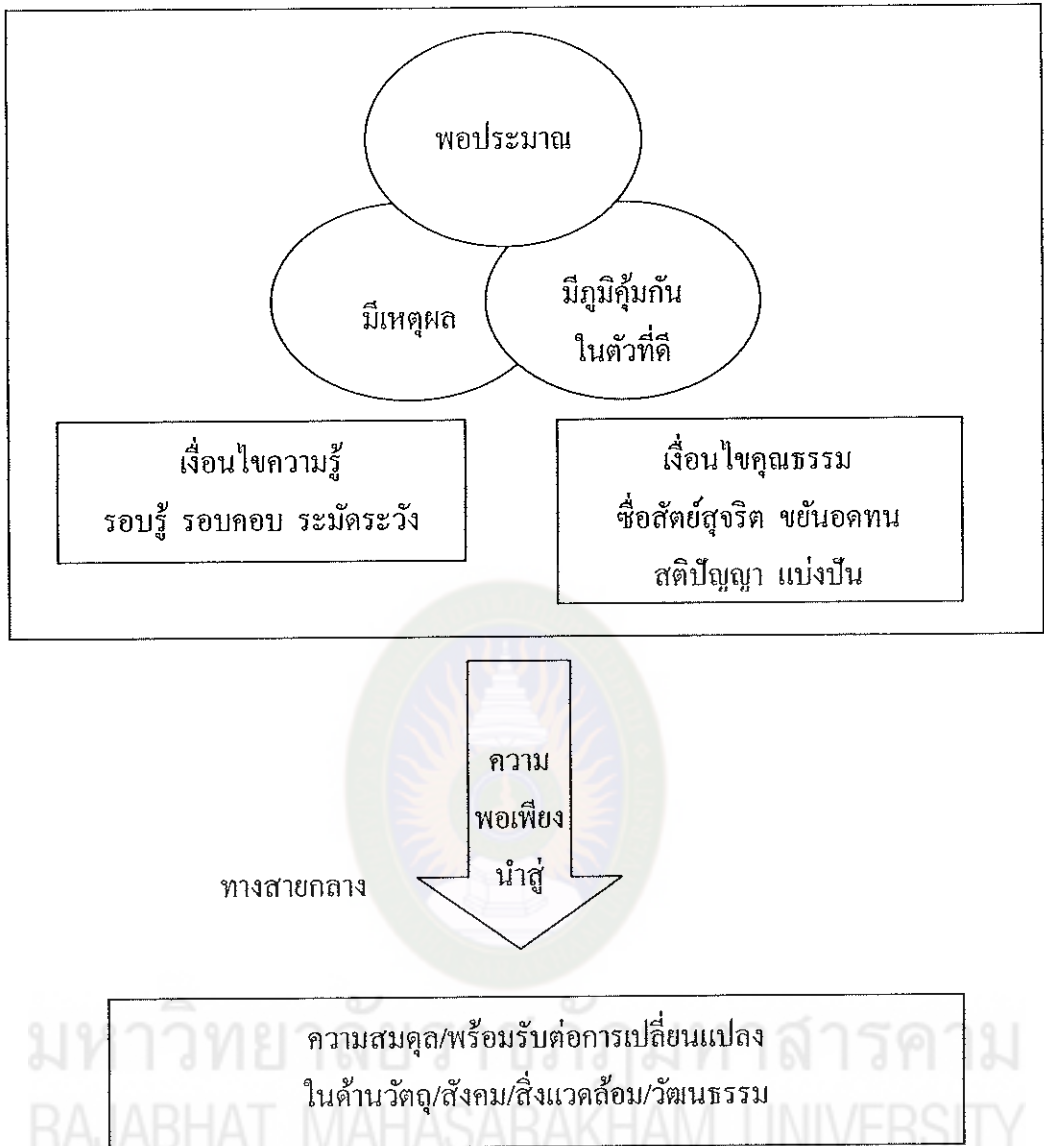 พอประมาณ
มีเหตุผล
มีภูมิคุ้มกัน
ในตัวที่ดี
เงื่อนไขความรู้
รอบรู้ รอบคอบ ระมัดระวัง
เงื่อนไขคุณธรรม
ซื่อสัตย์สุจริต ขยันอดทน
สติปัญญา แบ่งปัน
ความ
พอเพียง
นำสู่
ทางสายกลาง
ความสมดุล/พร้อมรับต่อการเปลี่ยนแปลง
ในด้านวัตถุ/สังคม/สิ่งแวดล้อม/วัฒนธรรม
มหาวิทยาลัยราชภัฏมหาสารคาม
RAJABHAT MAHASARAKHAM UNIVERSITY